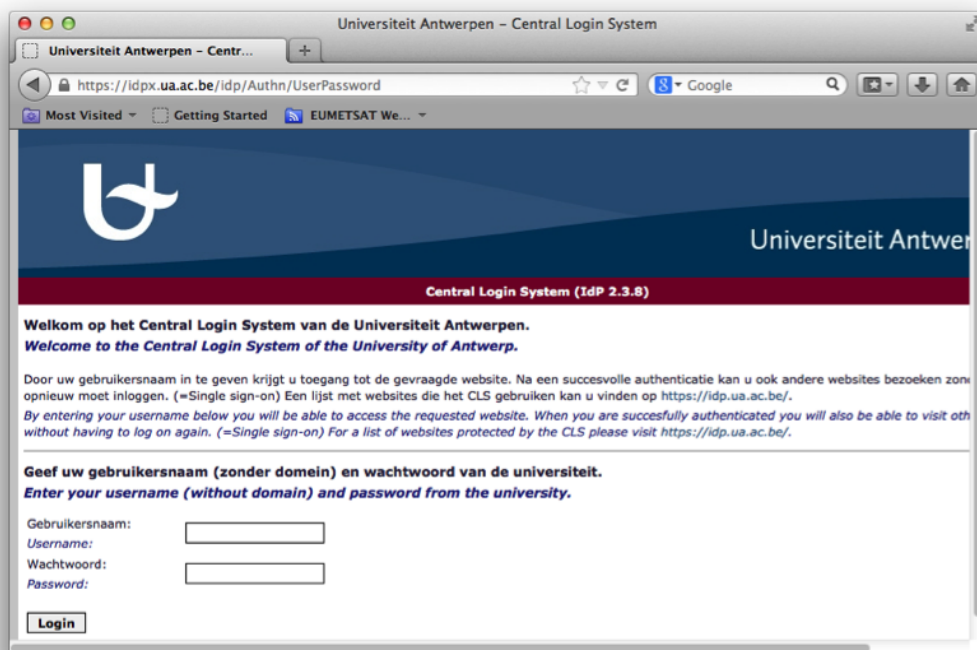 Universiteit Antwerpen – Central Login System
Universiteit Antwerpen – Centr...
https://idpx.ua.ac.be/idp/Authn/UserPassword
Google
Most Visited
Getting Started
EUMETSAT We...
Universiteit Antwer
Central Login System (IdP 2.3.8)
Welkom op het Central Login System van de Universiteit Antwerpen.
Welcome to the Central Login System of the University of Antwerp.
Door uw gebruikersnaam in te geven krijgt u toegang tot de gevraagde website. Na een succesvolle authenticatie kan u ook andere websites bezoeken zon
opnieuw moet inloggen. (=Single sign-on) Een lijst met websites die het CLS gebruiken kan u vinden op https://idp.ua.ac.be/.
By entering your username below you will be able to access the requested website. When you are succesfully authenticated you will also be able to visit oth
without having to log on again. (=Single sign-on) For a list of websites protected by the CLS please visit https://idp.ua.ac.be/.
Geef uw gebruikersnaam (zonder domein) en wachtwoord van de universiteit.
Enter your username (without domain) and password from the university.
Gebruikersnaam:
Username:
Wachtwoord:
Password:
Login